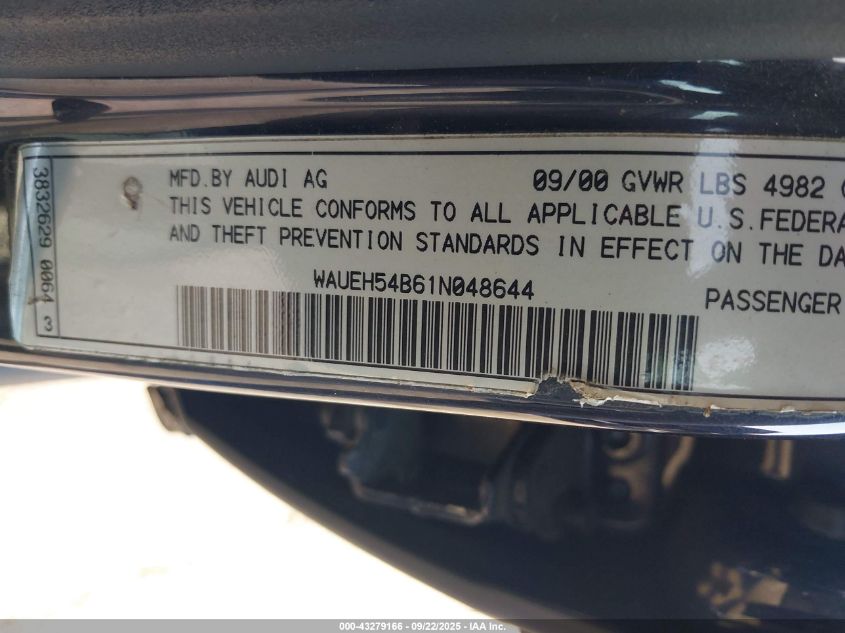 MFD.BY AUDI AG 09/00 GVWR LBS 4982 (
THIS VEHICLE CONFORMS TO ALL APPLICABLE U.S.FEDERA
AND THEFT PREVENTION STANDARDS IN EFFECT ON THE DA
WAUEH54B61N048644
PASSENGER
38332629 0064 3
000-43279166 - 09/22/2025 - IAA Inc.